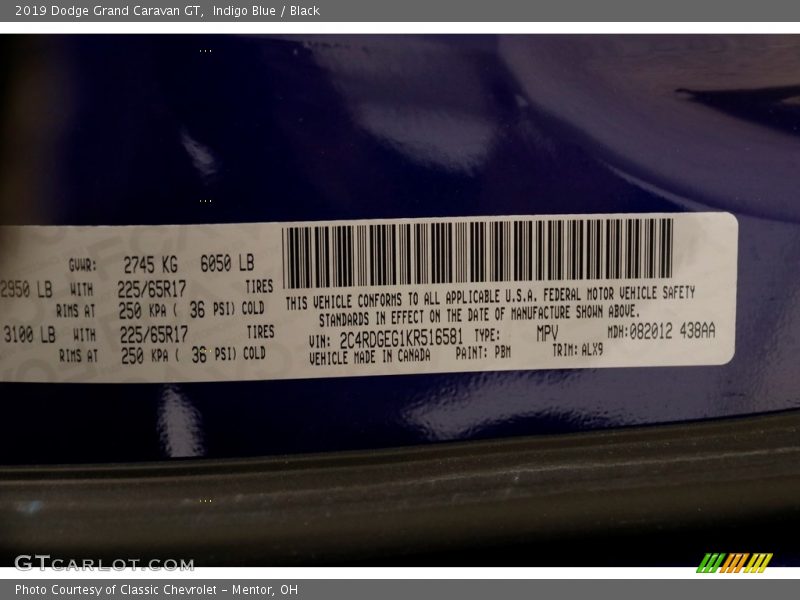 2019 Dodge Grand Caravan GT, Indigo Blue / Black
GVWR: 2745 KG 6050 LB
2950 LB WITH 225/65R17 TIRES
RIMS AT 250 KPA ( 36 PSI) COLD
3100 LB WITH 225/65R17 TIRES
RIMS AT 250 KPA ( 36 PSI) COLD
THIS VEHICLE CONFORMS TO ALL APPLICABLE U.S.A. FEDERAL MOTOR VEHICLE SAFETY
STANDARDS IN EFFECT ON THE DATE OF MANUFACTURE SHOWN ABOVE.
VIN: 2C4RDGEG1KR516581 TYPE: MPV MDH: 082012 438AA
VEHICLE MADE IN CANADA PAINT: PBM TRIM: ALX9
GTCARLOT.COM
Photo Courtesy of Classic Chevrolet - Mentor, OH